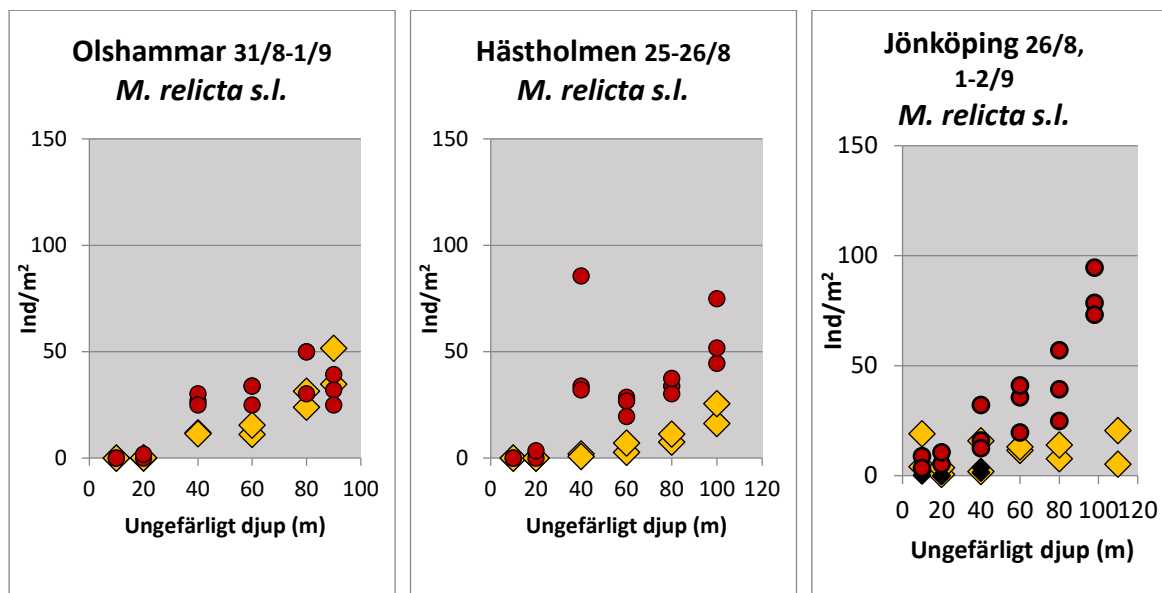 Olshammar 31/8-1/9
M. relicta s.l.
150
100
50
0
Ind/m²
0 20 40 60 80 100
Ungefärligt djup (m)
Hästholmen 25-26/8
M. relicta s.l.
150
100
50
0
Ind/m²
0 20 40 60 80 100 120
Ungefärligt djup (m)
Jönköping 26/8,
1-2/9
M. relicta s.l.
150
100
50
0
Ind/m²
0 20 40 60 80 100 120
Ungefärligt djup (m)